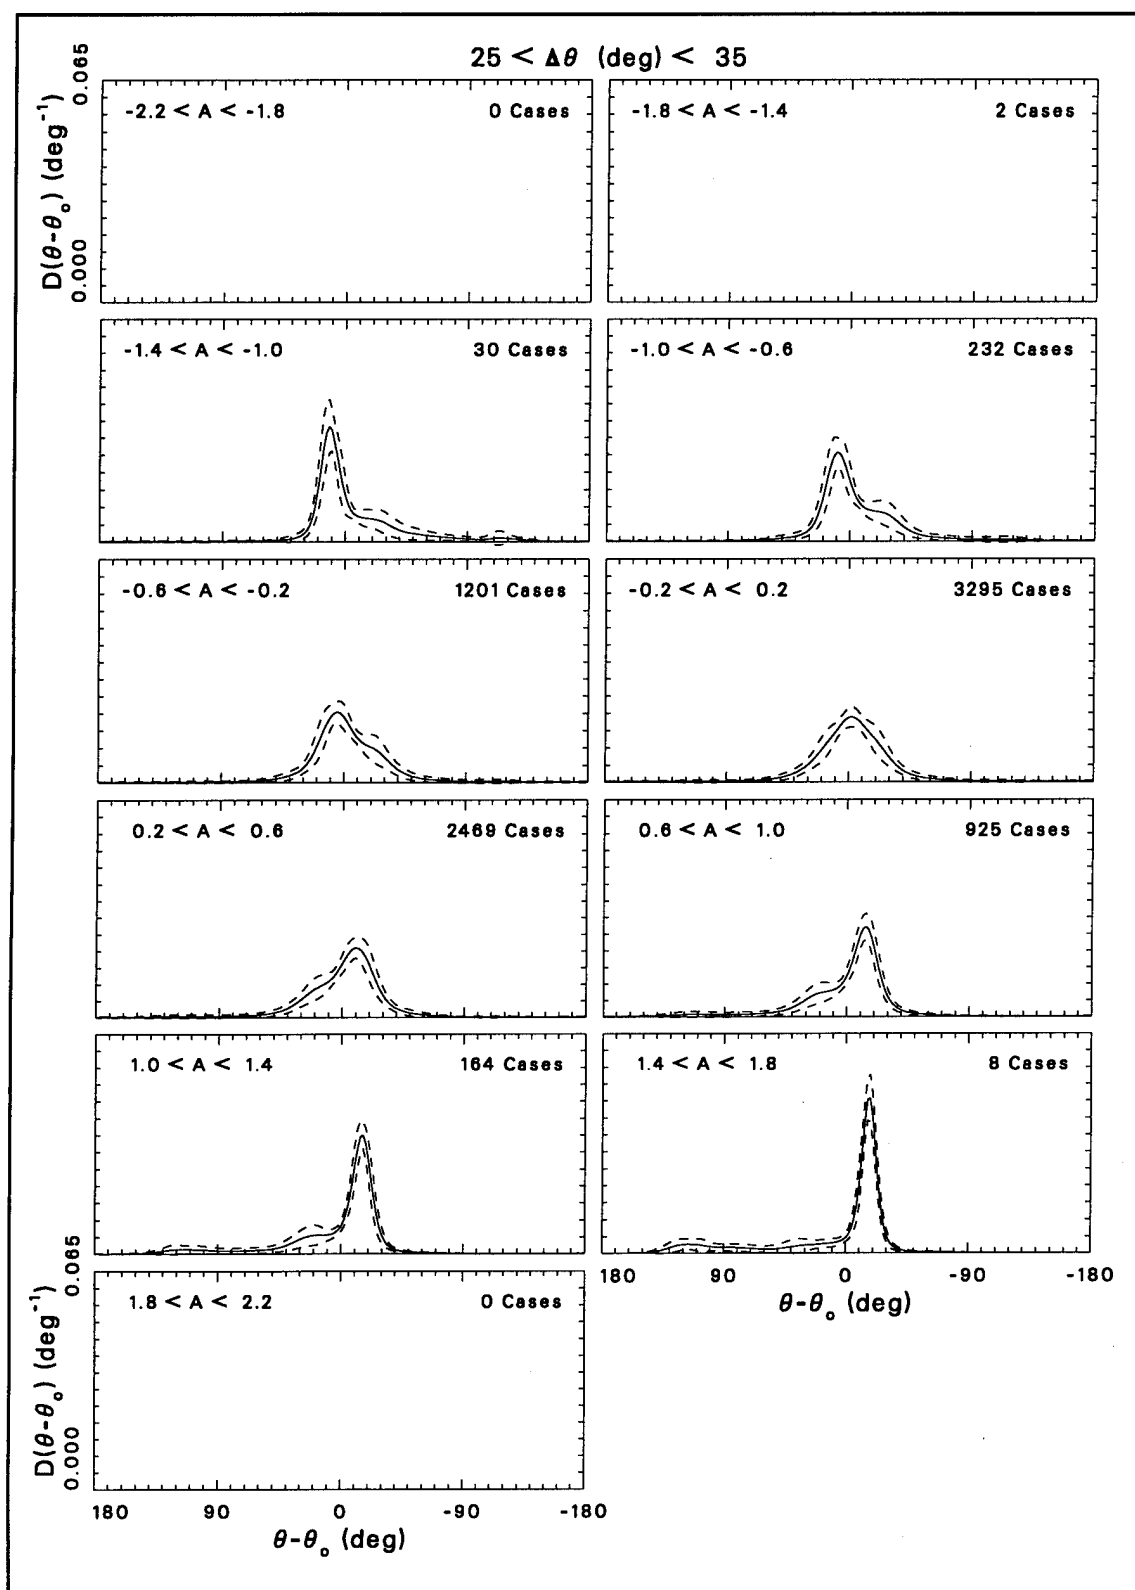 25 < Δθ (deg) < 35
D(θ-θo) (deg⁻¹)
0.065
0.000
-2.2 < A < -1.8 0 Cases
-1.8 < A < -1.4 2 Cases
-1.4 < A < -1.0 30 Cases
-1.0 < A < -0.6 232 Cases
-0.6 < A < -0.2 1201 Cases
-0.2 < A < 0.2 3295 Cases
0.2 < A < 0.6 2469 Cases
0.6 < A < 1.0 925 Cases
1.0 < A < 1.4 164 Cases
1.4 < A < 1.8 8 Cases
180 90 0 -90 -180
θ-θo (deg)
D(θ-θo) (deg⁻¹)
0.065
0.000
1.8 < A < 2.2 0 Cases
180 90 0 -90 -180
θ-θo (deg)